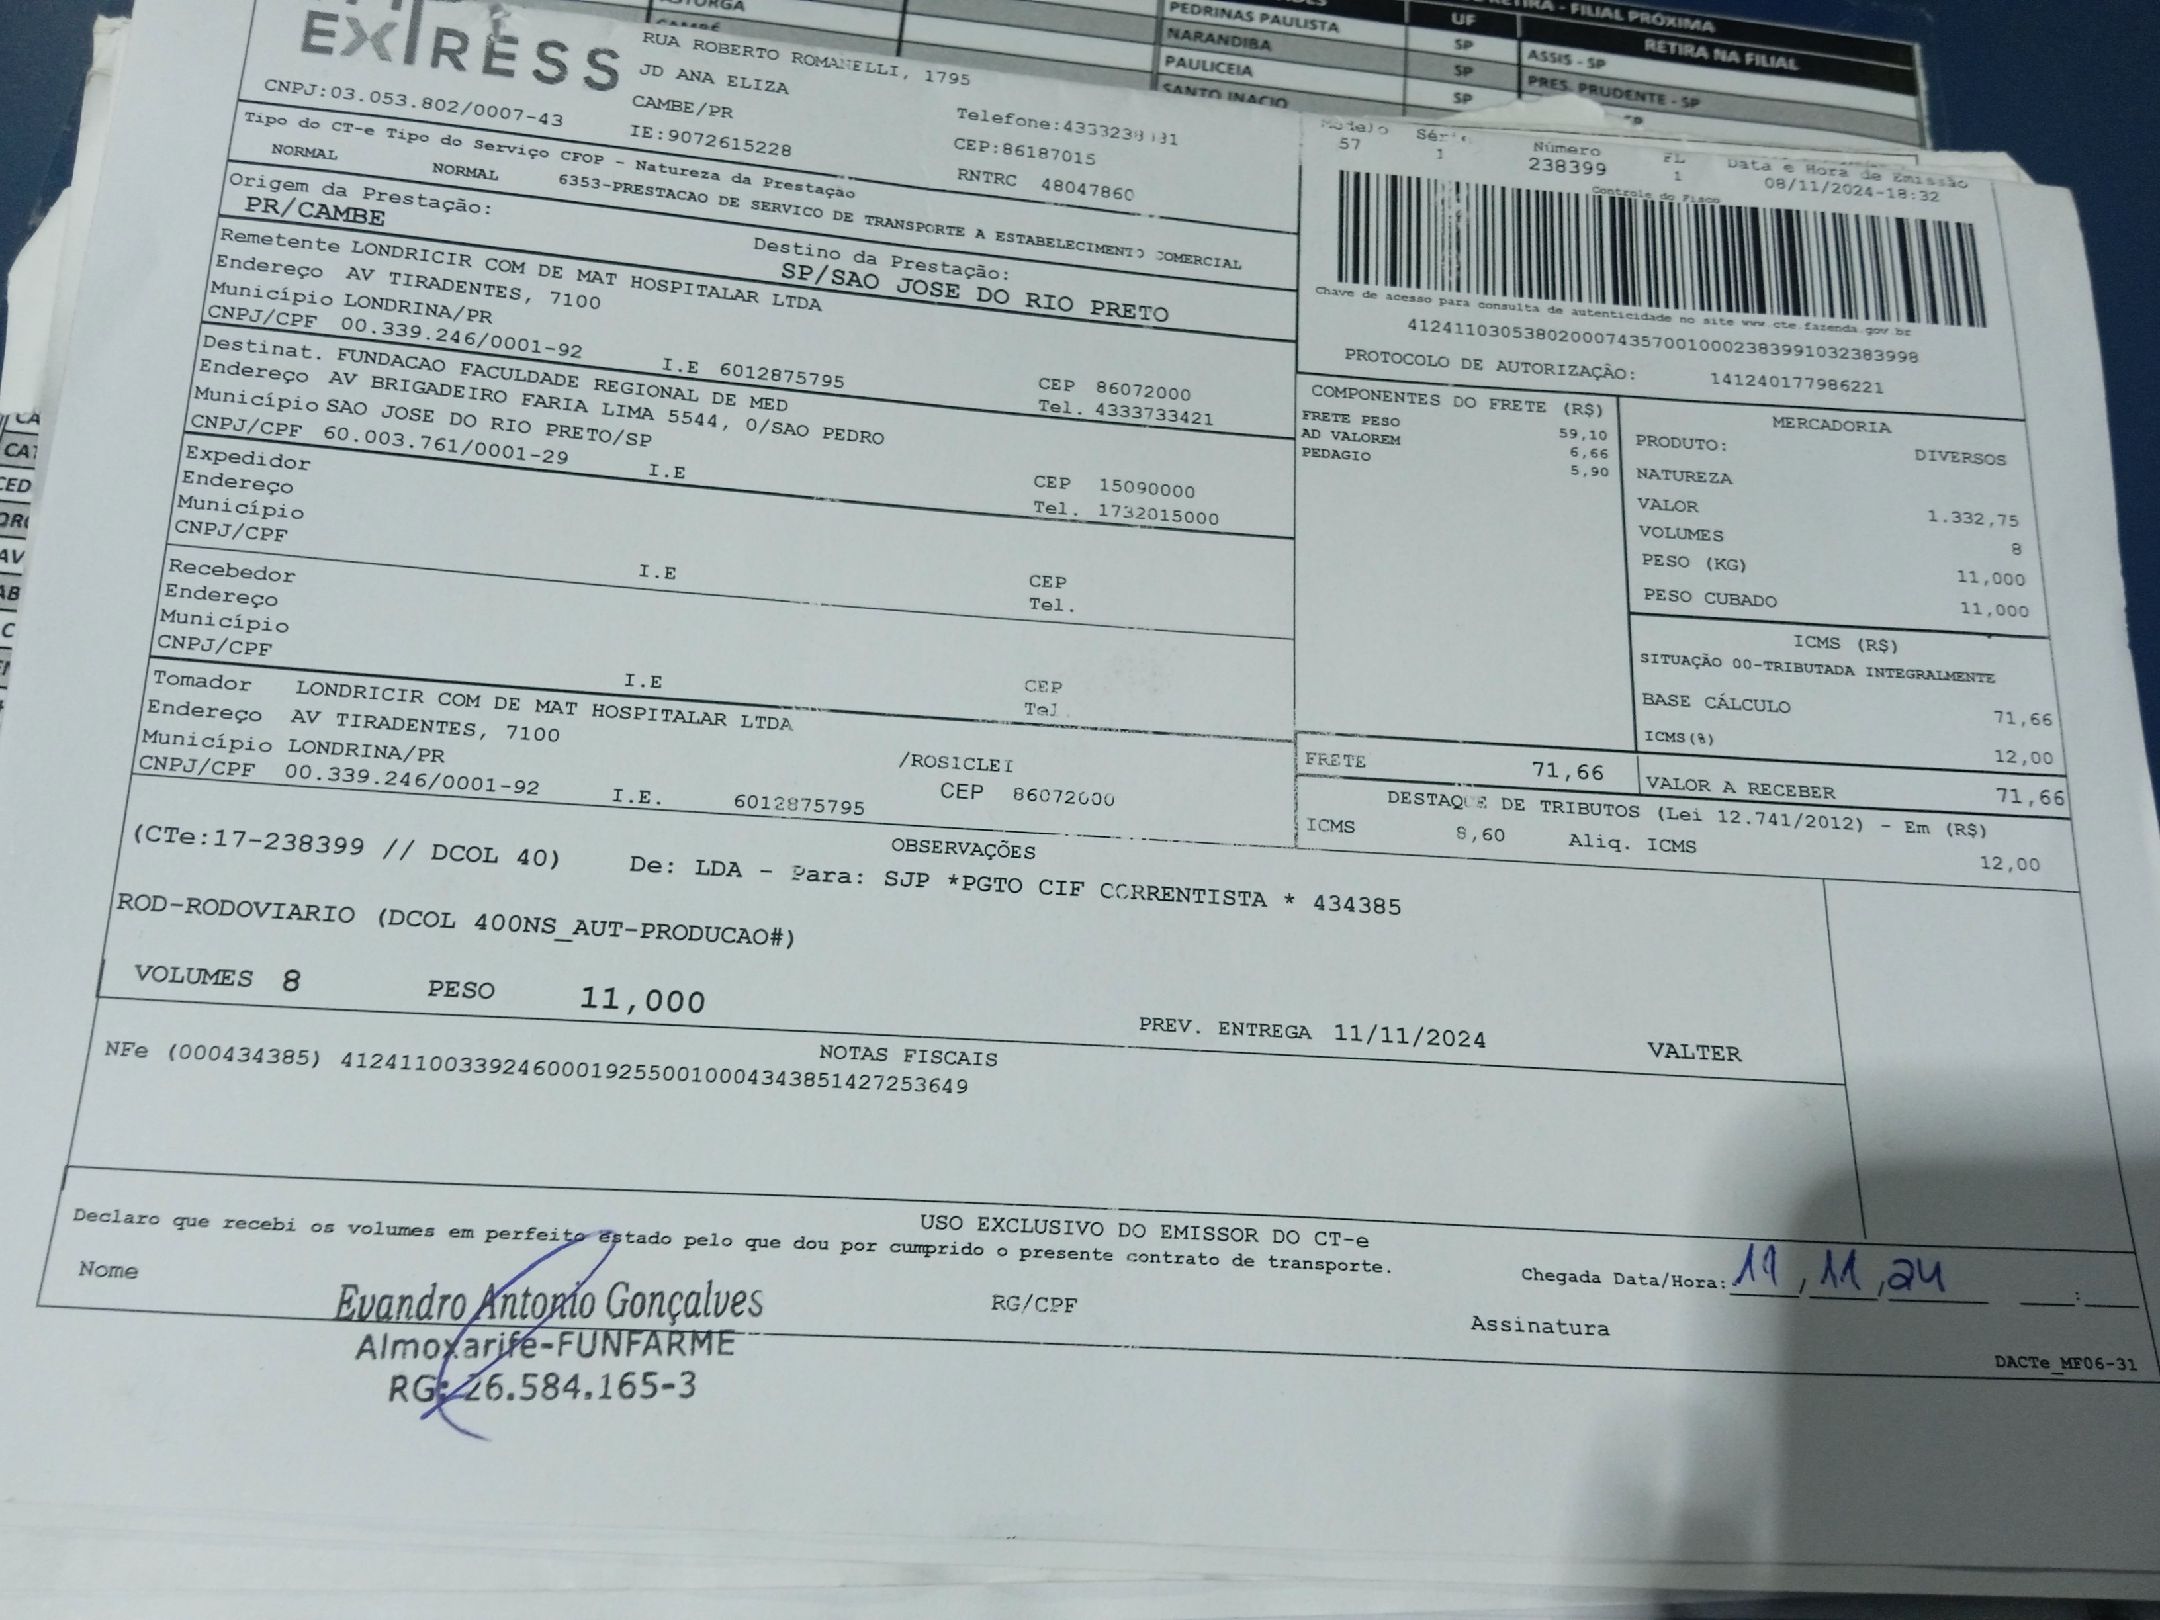 PEDRINAS PAULISTA
NARANDIBA
PAULICEIA
SANTO INACIO
UF
SP
SP
SP
RETIRA - FILIAL PRÓXIMA
RETIRA NA FILIAL
ASSIS - SP
PRES. PRUDENTE - SP
EXPRESS
RUA ROBERTO ROMANELLI, 1795
JD ANA ELIZA
CAMBE/PR
CNPJ:03.053.802/0007-43
IE:9072615228
CEP:86187015
RNTRC 48047860
Tipo do CT-e Tipo do Serviço CFOP - Natureza da Prestação
NORMAL NORMAL 6353-PRESTACAO DE SERVICO DE TRANSPORTE A ESTABELECIMENTO COMERCIAL
Origem da Prestação:
PR/CAMBE
Destino da Prestação:
SP/SAO JOSE DO RIO PRETO
Modelo Série Número FL Data e Hora de Emissão
57 1 238399 1 08/11/2024-18:32
Controle do Fisco
Chave de acesso para consulta de autenticidade no site www.cte.fazenda.gov.br
41241103053802000743570010002383991032383998
PROTOCOLO DE AUTORIZAÇÃO: 141240177986221
Remetente LONDRICIR COM DE MAT HOSPITALAR LTDA
Endereço AV TIRADENTES, 7100
Município LONDRINA/PR CEP 86072000
CNPJ/CPF 00.339.246/0001-92 I.E 6012875795 Tel. 4333733421
Destinat. FUNDACAO FACULDADE REGIONAL DE MED
Endereço AV BRIGADEIRO FARIA LIMA 5544, 0/SAO PEDRO
Município SAO JOSE DO RIO PRETO/SP CEP 15090000
CNPJ/CPF 60.003.761/0001-29 I.E Tel. 1732015000
Expedidor
Endereço
Município CEP
CNPJ/CPF I.E Tel.
Recebedor
Endereço
Município CEP
CNPJ/CPF I.E Tel.
Tomador LONDRICIR COM DE MAT HOSPITALAR LTDA
Endereço AV TIRADENTES, 7100
Município LONDRINA/PR /ROSICLEI
CNPJ/CPF 00.339.246/0001-92 I.E. 6012875795 CEP 86072000
COMPONENTES DO FRETE (R$)
FRETE PESO 59,10
AD VALOREM 6,66
PEDAGIO 5,90
MERCADORIA
PRODUTO: DIVERSOS
NATUREZA
VALOR 1.332,75
VOLUMES 8
PESO (KG) 11,000
PESO CUBADO 11,000
ICMS (R$)
SITUAÇÃO 00-TRIBUTADA INTEGRALMENTE
BASE CÁLCULO 71,66
ICMS(%) 12,00
FRETE 71,66
VALOR A RECEBER 71,66
DESTAQUE DE TRIBUTOS (Lei 12.741/2012) - Em (R$)
ICMS 8,60 Aliq. ICMS 12,00
OBSERVAÇÕES
(CTe:17-238399 // DCOL 40) De: LDA - Para: SJP *PGTO CIF CORRENTISTA * 434385
ROD-RODOVIARIO (DCOL 400NS_AUT-PRODUCAO#)
VOLUMES 8 PESO 11,000 PREV. ENTREGA 11/11/2024 VALTER
NOTAS FISCAIS
NFe (000434385) 41241100339246000192550010004343851427253649
USO EXCLUSIVO DO EMISSOR DO CT-e
Declaro que recebi os volumes em perfeito estado pelo que dou por cumprido o presente contrato de transporte.
Chegada Data/Hora: 11, 11, 24 :
Nome RG/CPF Assinatura
Evandro Antonio Gonçalves
Almoxarife-FUNFARME
RG: 26.584.165-3
DACTe_MF06-31